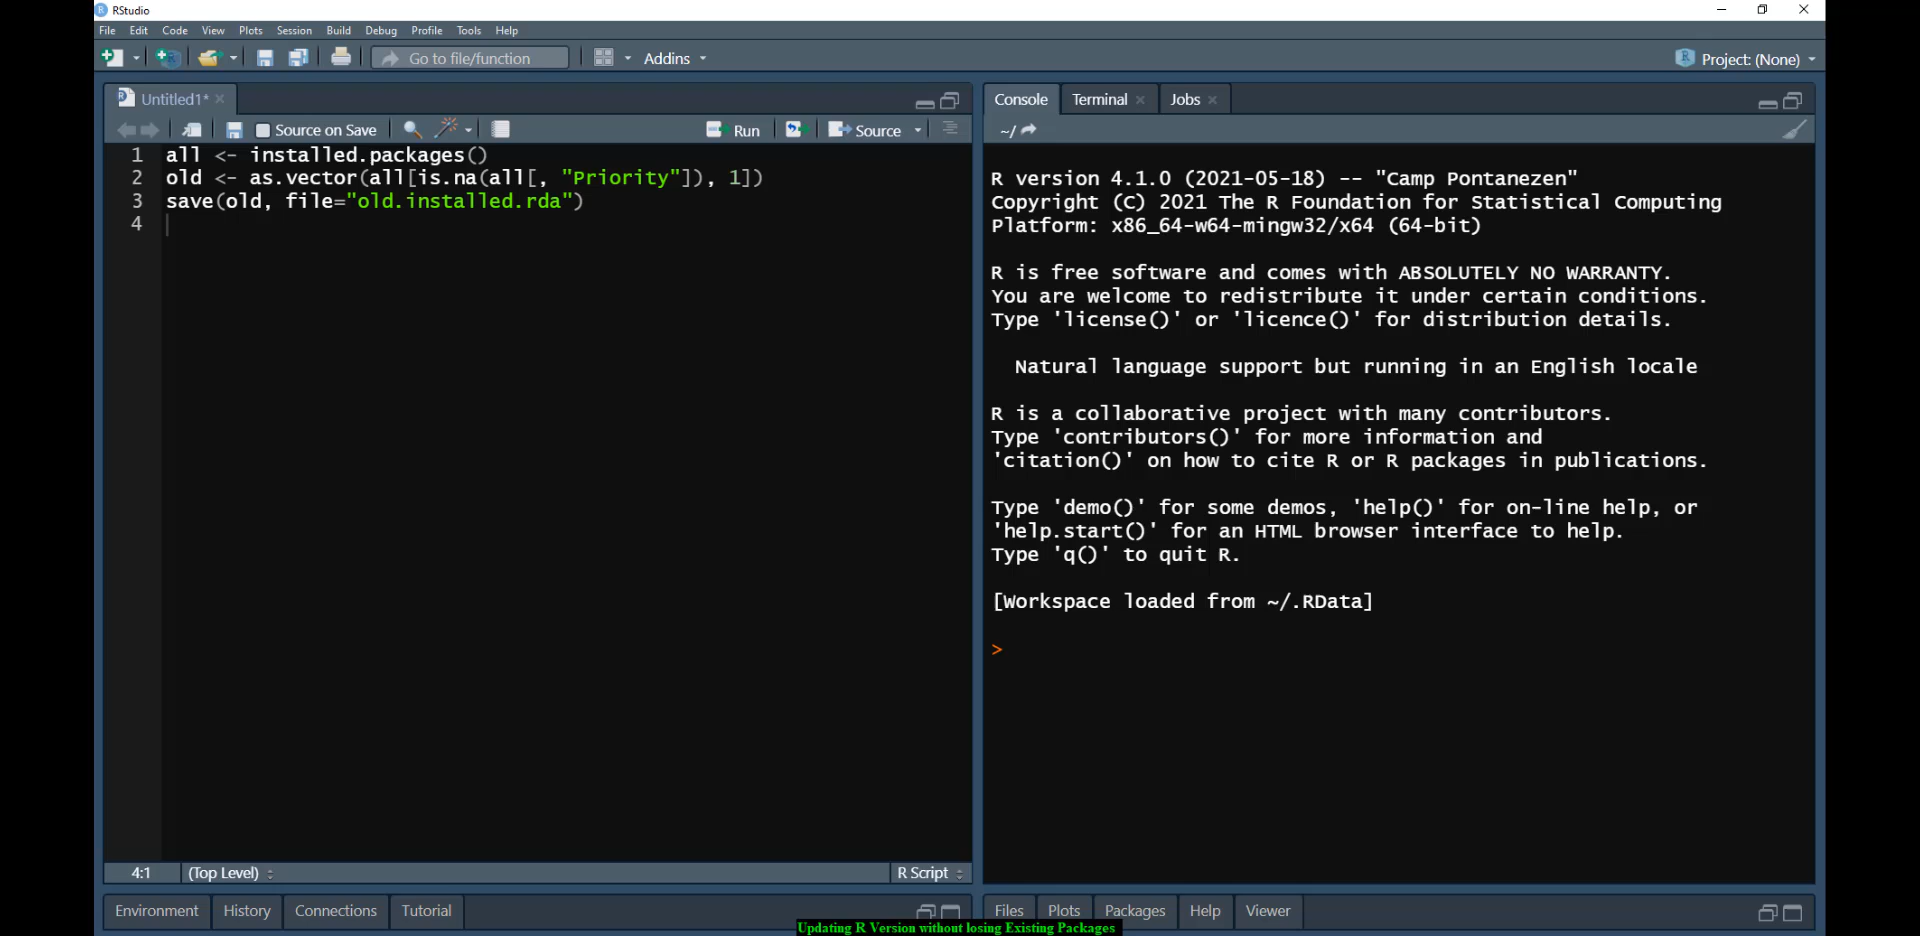 RStudio
File Edit Code View Plots Session Build Debug Profile Tools Help
Go to file/function Addins Project: (None)
Untitled1*
Source on Save Run Source
1 all <- installed.packages()
2 old <- as.vector(all[is.na(all[, "Priority"]), 1])
3 save(old, file="old.installed.rda")
4
4:1 (Top Level) R Script
Environment History Connections Tutorial
Console Terminal Jobs
~/
R version 4.1.0 (2021-05-18) -- "Camp Pontanezen"
Copyright (C) 2021 The R Foundation for Statistical Computing
Platform: x86_64-w64-mingw32/x64 (64-bit)
R is free software and comes with ABSOLUTELY NO WARRANTY.
You are welcome to redistribute it under certain conditions.
Type 'license()' or 'licence()' for distribution details.
Natural language support but running in an English locale
R is a collaborative project with many contributors.
Type 'contributors()' for more information and
'citation()' on how to cite R or R packages in publications.
Type 'demo()' for some demos, 'help()' for on-line help, or
'help.start()' for an HTML browser interface to help.
Type 'q()' to quit R.
[Workspace loaded from ~/.RData]
>
Files Plots Packages Help Viewer
Updating R Version without losing Existing Packages